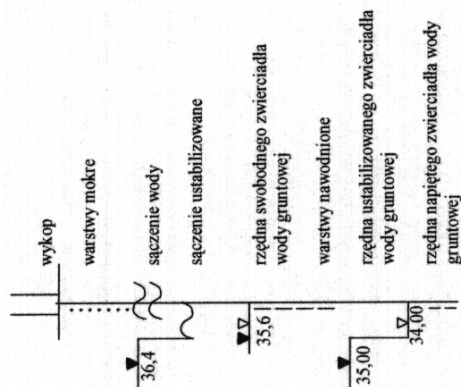 wykop
warstwy mokre
sączenie wody
sączenie ustabilizowane
rzędna swobodnego zwierciadła
wody gruntowej
warstwy nawodnione
rzędna ustabilizowanego zwierciadła
wody gruntowej
rzędna napiętego zwierciadła wody
gruntowej
36,4
35,6
35,00
34,00